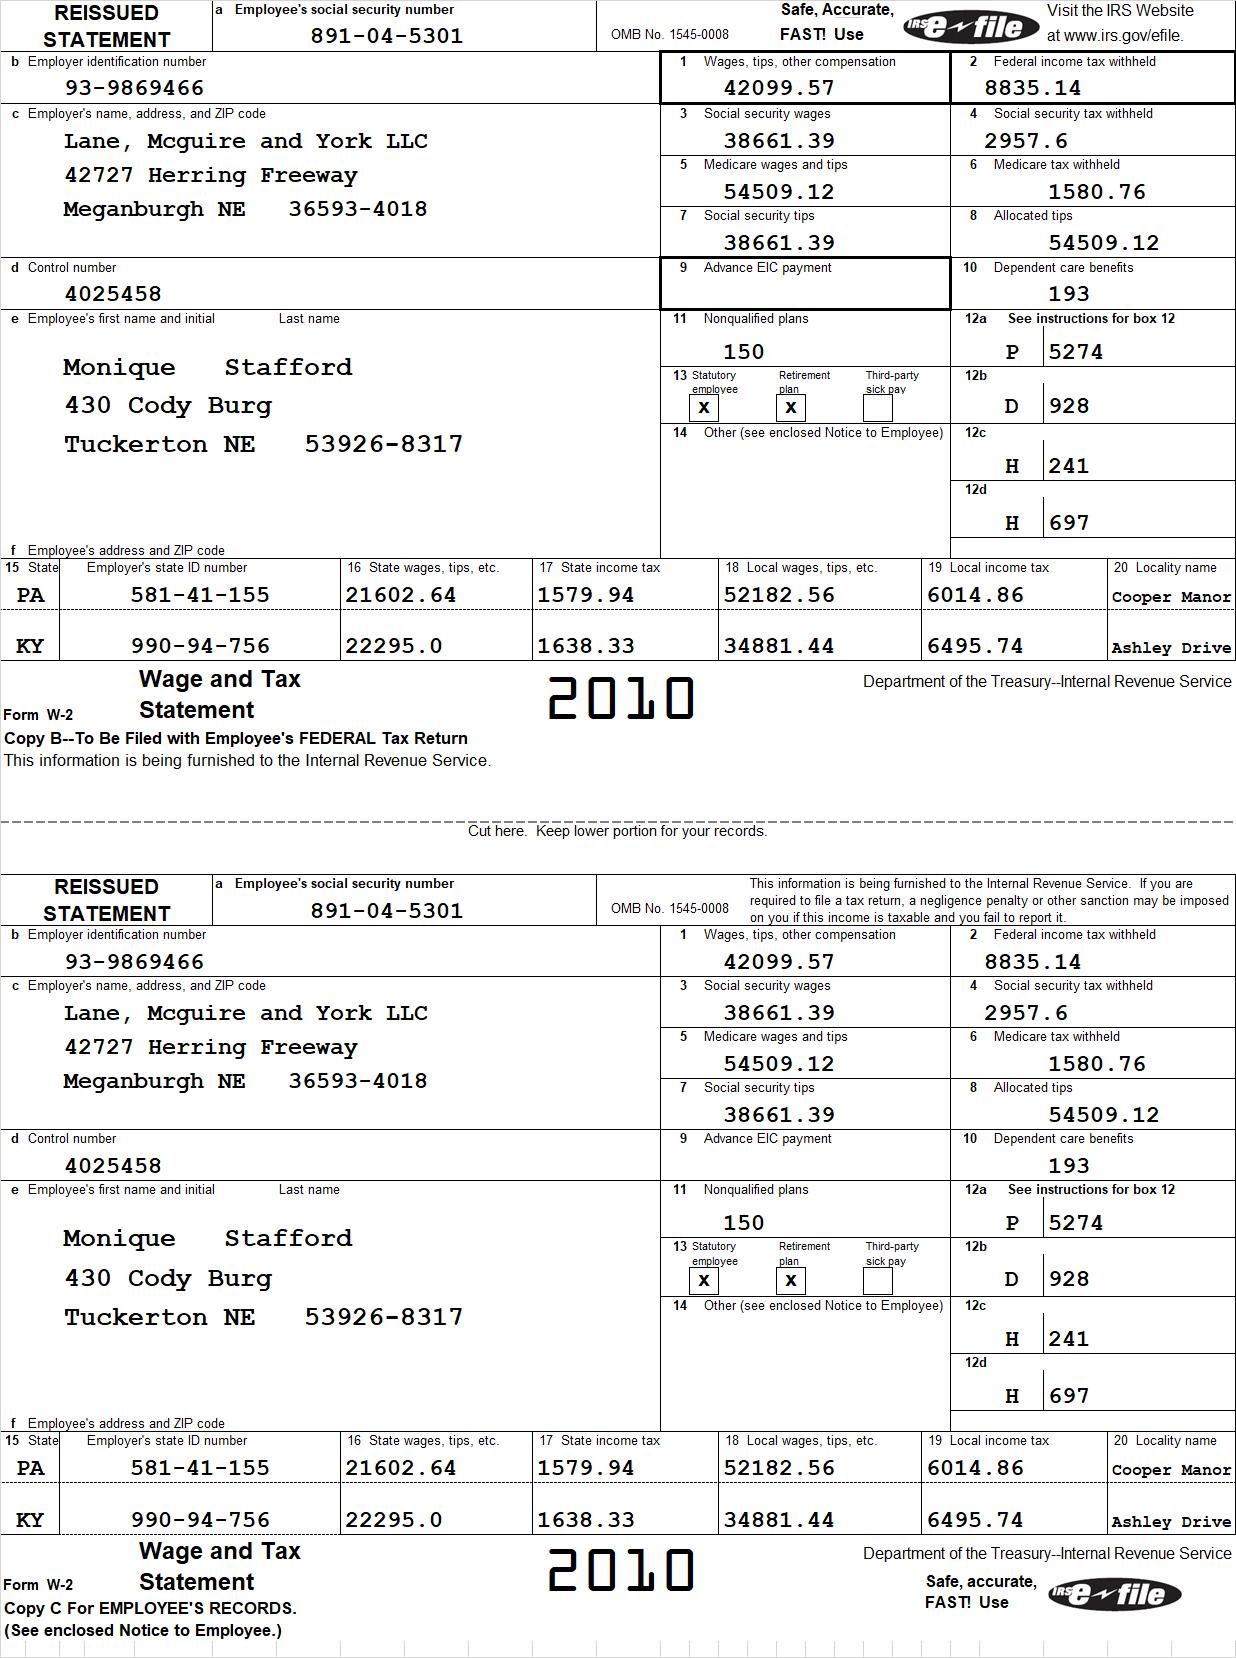 REISSUED STATEMENT
a Employee's social security number
891-04-5301
OMB No. 1545-0008
Safe, Accurate, FAST! Use
IRS e-file
Visit the IRS Website at www.irs.gov/efile.
b Employer identification number
93-9869466
1 Wages, tips, other compensation
42099.57
2 Federal income tax withheld
8835.14
c Employer's name, address, and ZIP code
Lane, Mcguire and York LLC
42727 Herring Freeway
Meganburgh NE 36593-4018
3 Social security wages
38661.39
4 Social security tax withheld
2957.6
5 Medicare wages and tips
54509.12
6 Medicare tax withheld
1580.76
7 Social security tips
38661.39
8 Allocated tips
54509.12
d Control number
4025458
9 Advance EIC payment
10 Dependent care benefits
193
e Employee's first name and initial Last name
Monique Stafford
430 Cody Burg
Tuckerton NE 53926-8317
f Employee's address and ZIP code
11 Nonqualified plans
150
12a See instructions for box 12
P 5274
13 Statutory employee Retirement plan Third-party sick pay
X X
12b
D 928
14 Other (see enclosed Notice to Employee)
12c
H 241
12d
H 697
15 State Employer's state ID number 16 State wages, tips, etc. 17 State income tax 18 Local wages, tips, etc. 19 Local income tax 20 Locality name
PA 581-41-155 21602.64 1579.94 52182.56 6014.86 Cooper Manor
KY 990-94-756 22295.0 1638.33 34881.44 6495.74 Ashley Drive
Form W-2 Wage and Tax Statement
2010
Department of the Treasury--Internal Revenue Service
Copy B--To Be Filed with Employee's FEDERAL Tax Return
This information is being furnished to the Internal Revenue Service.
Cut here. Keep lower portion for your records.
REISSUED STATEMENT
a Employee's social security number
891-04-5301
OMB No. 1545-0008
This information is being furnished to the Internal Revenue Service. If you are
required to file a tax return, a negligence penalty or other sanction may be imposed
on you if this income is taxable and you fail to report it.
b Employer identification number
93-9869466
1 Wages, tips, other compensation
42099.57
2 Federal income tax withheld
8835.14
c Employer's name, address, and ZIP code
Lane, Mcguire and York LLC
42727 Herring Freeway
Meganburgh NE 36593-4018
3 Social security wages
38661.39
4 Social security tax withheld
2957.6
5 Medicare wages and tips
54509.12
6 Medicare tax withheld
1580.76
7 Social security tips
38661.39
8 Allocated tips
54509.12
d Control number
4025458
9 Advance EIC payment
10 Dependent care benefits
193
e Employee's first name and initial Last name
Monique Stafford
430 Cody Burg
Tuckerton NE 53926-8317
f Employee's address and ZIP code
11 Nonqualified plans
150
12a See instructions for box 12
P 5274
13 Statutory employee Retirement plan Third-party sick pay
X X
12b
D 928
14 Other (see enclosed Notice to Employee)
12c
H 241
12d
H 697
15 State Employer's state ID number 16 State wages, tips, etc. 17 State income tax 18 Local wages, tips, etc. 19 Local income tax 20 Locality name
PA 581-41-155 21602.64 1579.94 52182.56 6014.86 Cooper Manor
KY 990-94-756 22295.0 1638.33 34881.44 6495.74 Ashley Drive
Form W-2 Wage and Tax Statement
2010
Department of the Treasury--Internal Revenue Service
Safe, accurate, FAST! Use
IRS e-file
Copy C For EMPLOYEE'S RECORDS.
(See enclosed Notice to Employee.)